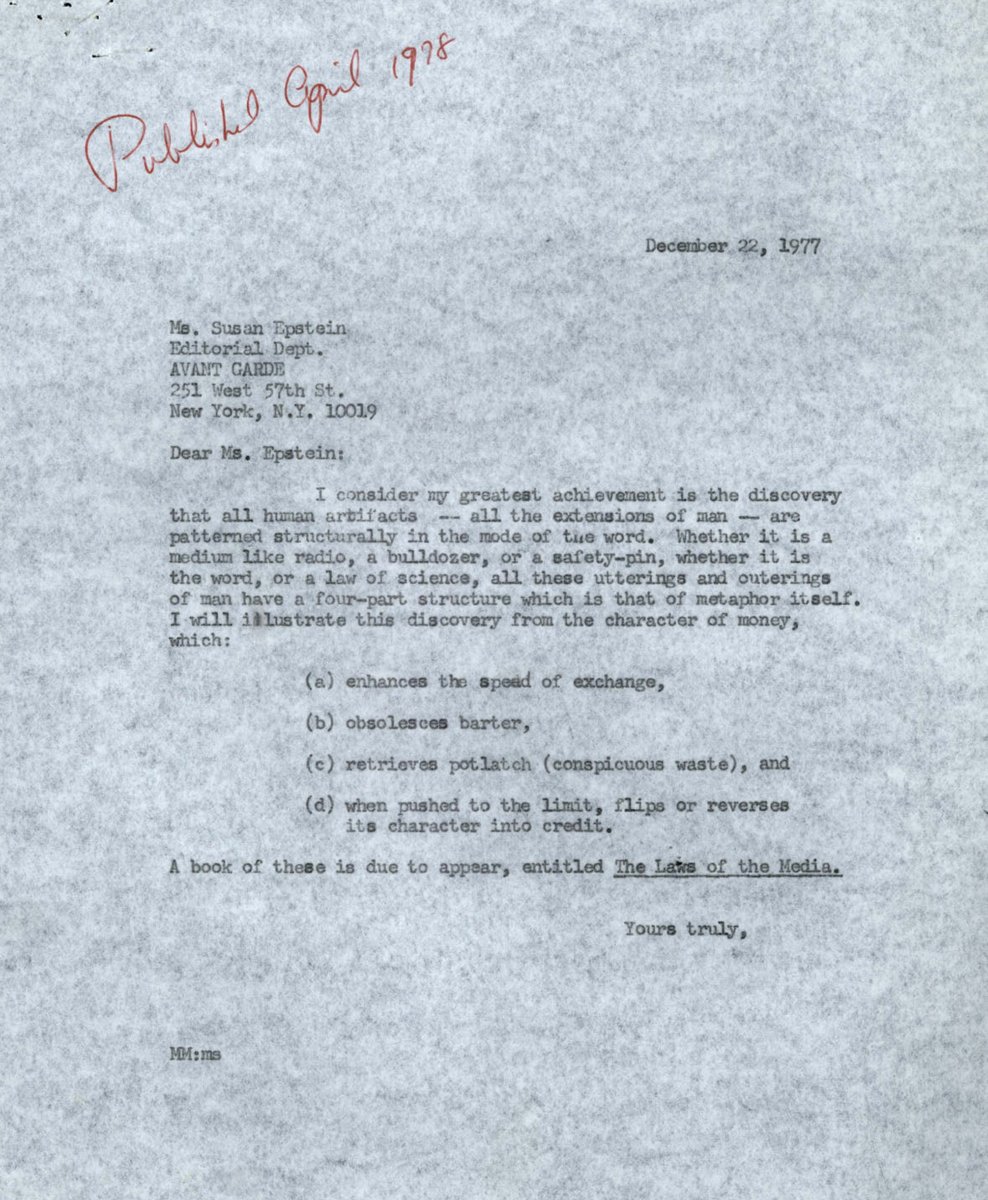 Published April 1978
December 22, 1977
Ms. Susan Epstein
Editorial Dept.
AVANT GARDE
251 West 57th St.
New York, N.Y. 10019
Dear Ms. Epstein:
I consider my greatest achievement is the discovery
that all human artifacts -- all the extensions of man -- are
patterned structurally in the mode of the word. Whether it is a
medium like radio, a bulldozer, or a safety-pin, whether it is
the word, or a law of science, all these utterings and outerings
of man have a four-part structure which is that of metaphor itself.
I will illustrate this discovery from the character of money,
which:
(a) enhances the speed of exchange,
(b) obsolesces barter,
(c) retrieves potlatch (conspicuous waste), and
(d) when pushed to the limit, flips or reverses
its character into credit.
A book of these is due to appear, entitled The Laws of the Media.
Yours truly,
MM:ms